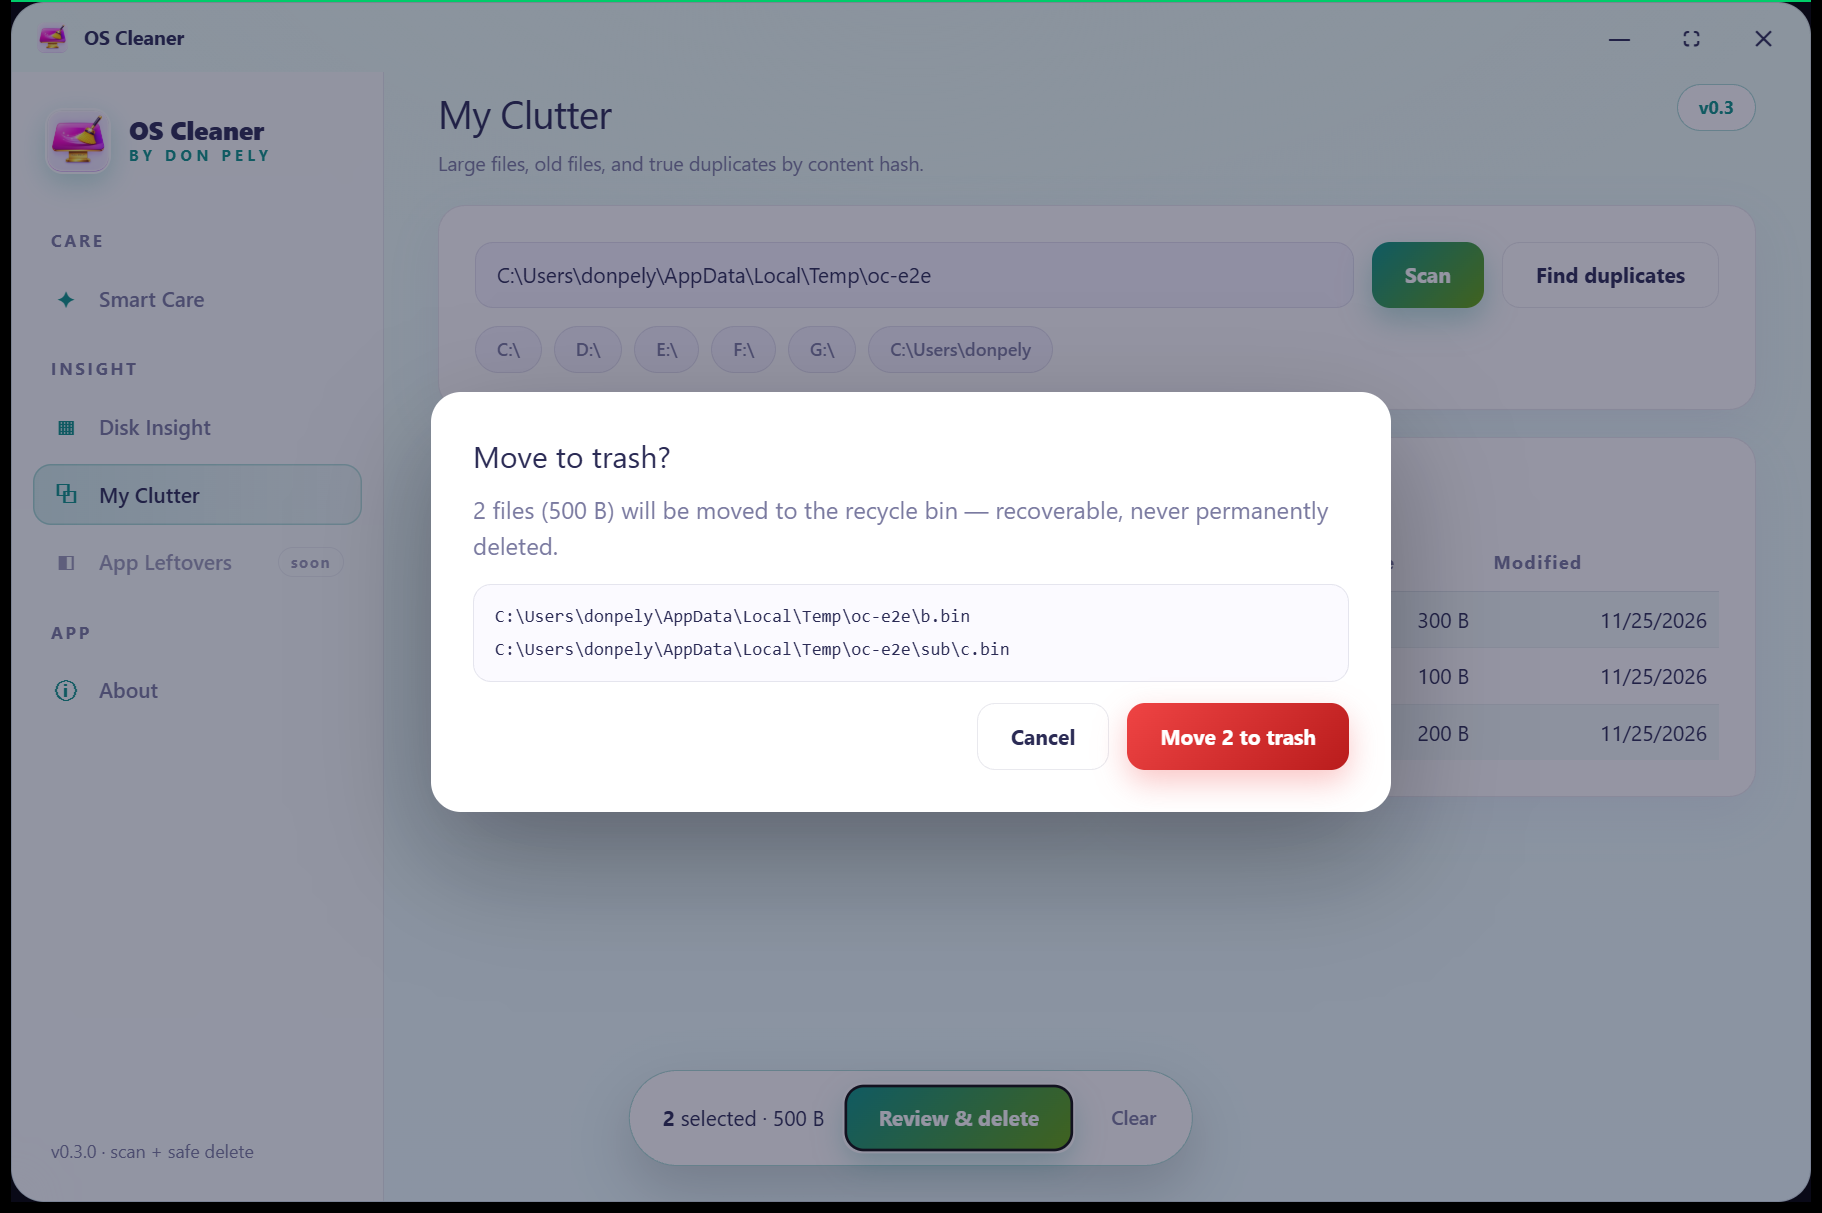 OS Cleaner
OS Cleaner
BY DON PELY
CARE
Smart Care
INSIGHT
Disk Insight
My Clutter
App Leftovers soon
APP
About
v0.3.0 · scan + safe delete
My Clutter
v0.3
Large files, old files, and true duplicates by content hash.
C:\Users\donpely\AppData\Local\Temp\oc-e2e
Scan
Find duplicates
C:\ D:\ E:\ F:\ G:\ C:\Users\donpely
Modified
300 B 11/25/2026
100 B 11/25/2026
200 B 11/25/2026
Move to trash?
2 files (500 B) will be moved to the recycle bin — recoverable, never permanently
deleted.
C:\Users\donpely\AppData\Local\Temp\oc-e2e\b.bin
C:\Users\donpely\AppData\Local\Temp\oc-e2e\sub\c.bin
Cancel
Move 2 to trash
2 selected · 500 B
Review & delete
Clear